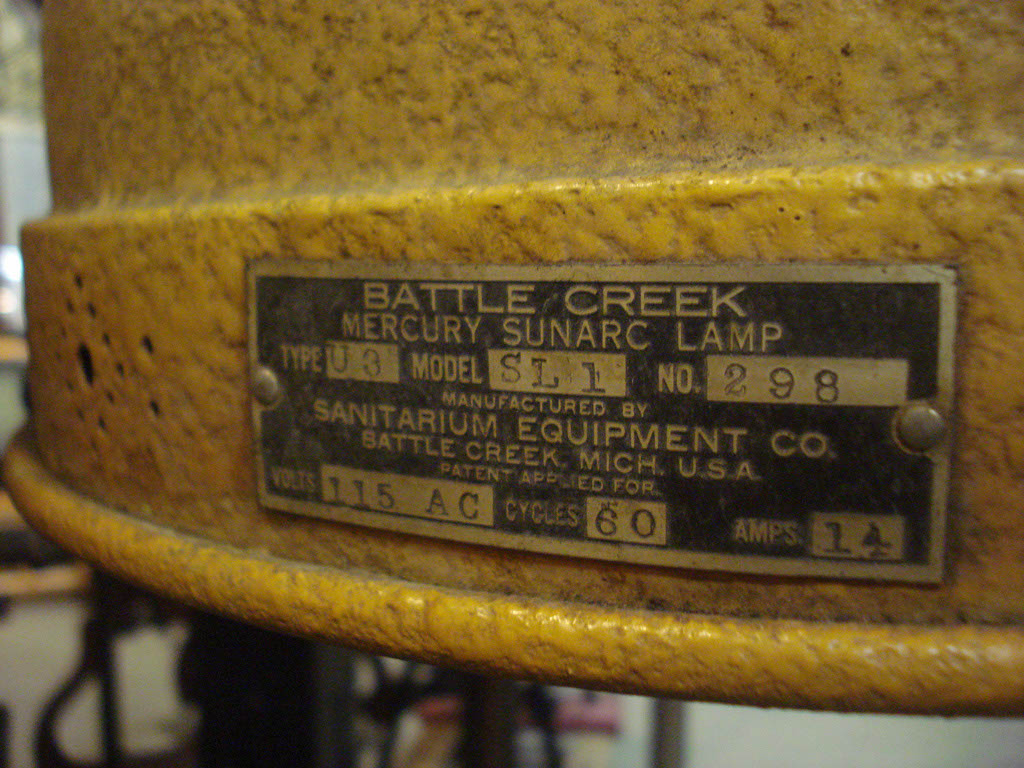 BATTLE CREEK
MERCURY SUNARC LAMP
TYPE U3 MODEL SL1 NO. 298
MANUFACTURED BY
SANITARIUM EQUIPMENT CO.
BATTLE CREEK, MICH. U.S.A.
PATENT APPLIED FOR
VOLTS 115 AC CYCLES 60 AMPS. 14